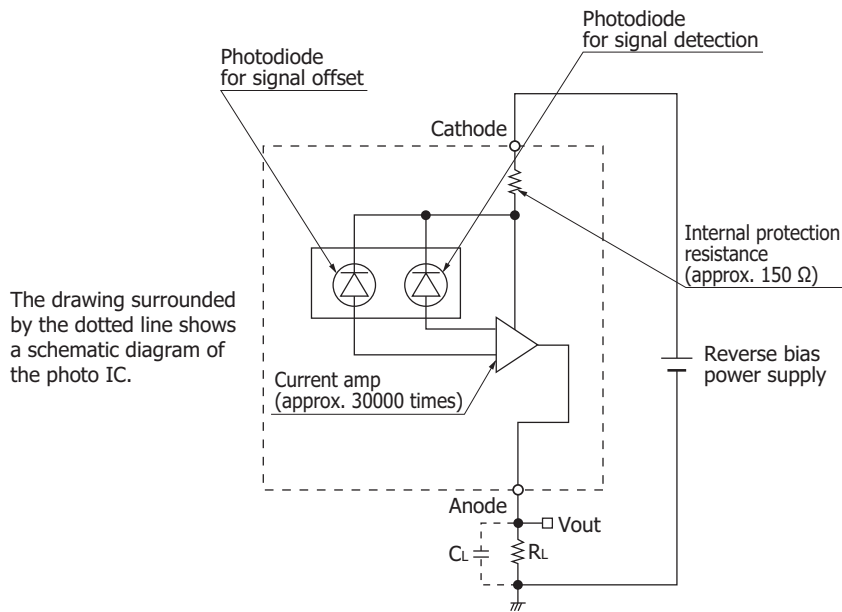 Photodiode
for signal detection
Photodiode
for signal offset
Cathode
Internal protection
resistance
(approx. 150 Ω)
The drawing surrounded
by the dotted line shows
a schematic diagram of
the photo IC.
Reverse bias
power supply
Current amp
(approx. 30000 times)
Anode
Vout
CL
RL